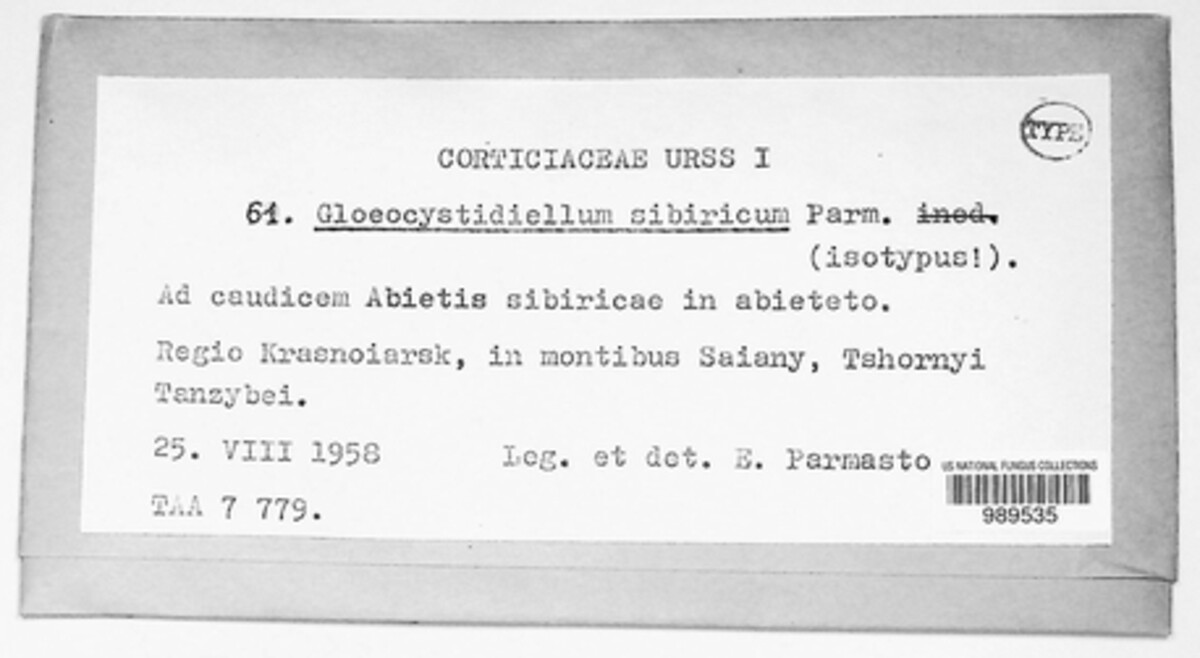 TYPE
CORTICIACEAE URSS I
61. Gloeocystidiellum sibiricum Parm. ined.
(isotypus!).
Ad caudicem Abietis sibiricae in abieteto.
Regio Krasnoiarsk, in montibus Saiany, Tshornyi
Tanzybei.
25. VIII 1958 Leg. et det. E. Parmasto
US NATIONAL FUNGUS COLLECTIONS
989535
TAA 7 779.